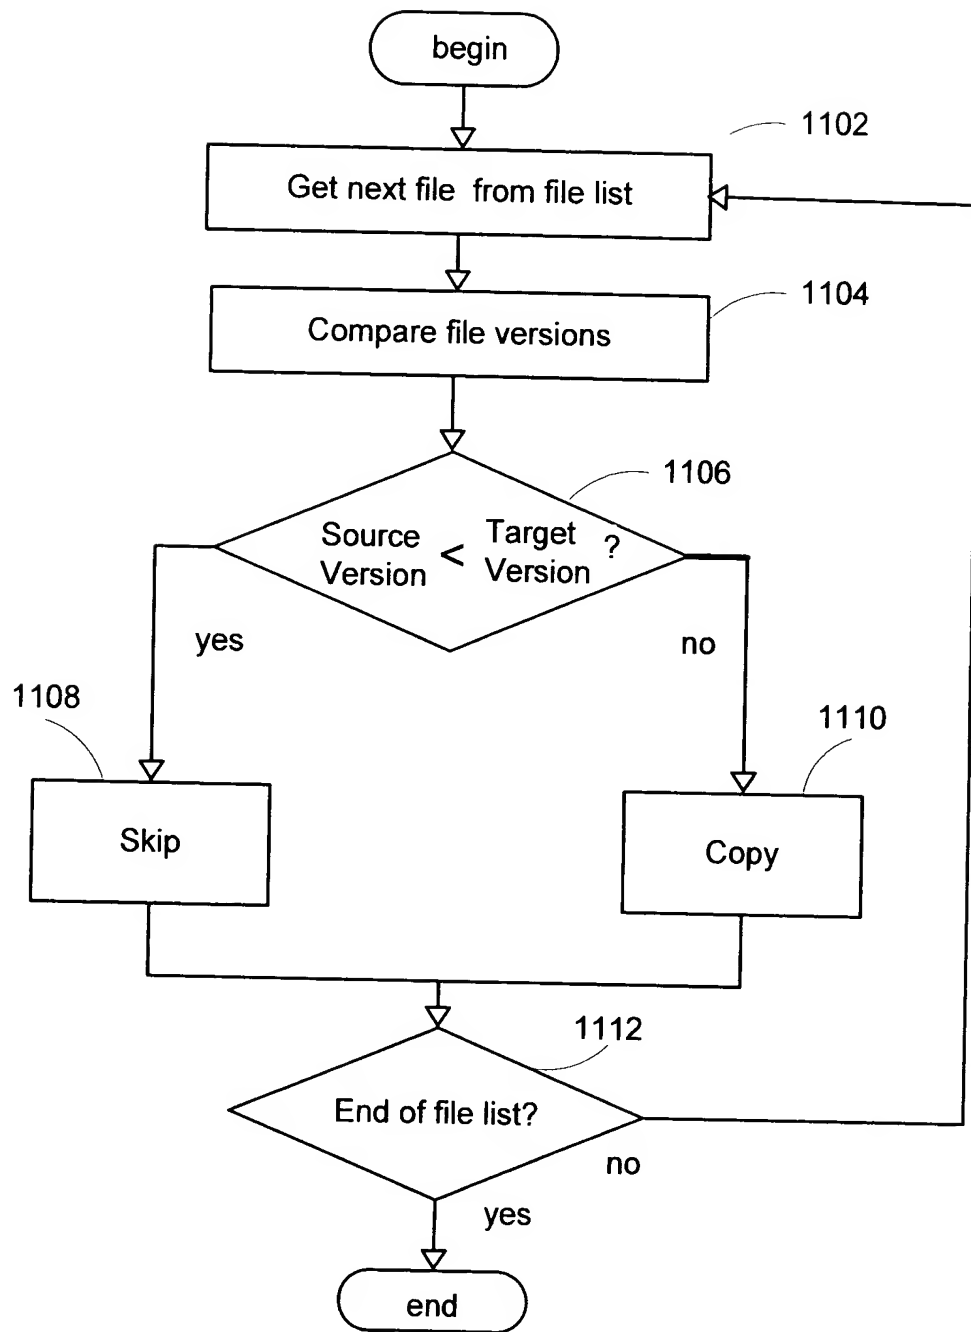 begin
1102
Get next file from file list
1104
Compare file versions
1106
Source
Version
<
Target
Version
?
yes
no
1108
1110
Skip
Copy
1112
End of file list?
no
yes
end